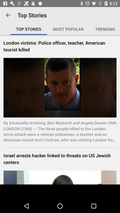 8:12
Top Stories
TOP STORIES
MOST POPULAR
TRENDING
London victims: Police officer, teacher, American
tourist killed
By Emanuella Grinberg, Ben Westcott and Angela Dewan CNN
LONDON (CNN) — The three people killed in the London
terror attack were a veteran policeman, a teacher and an
American tourist Kurt Cochran, who was visiting London fro
Israel arrests hacker linked to threats on US Jewish
centers